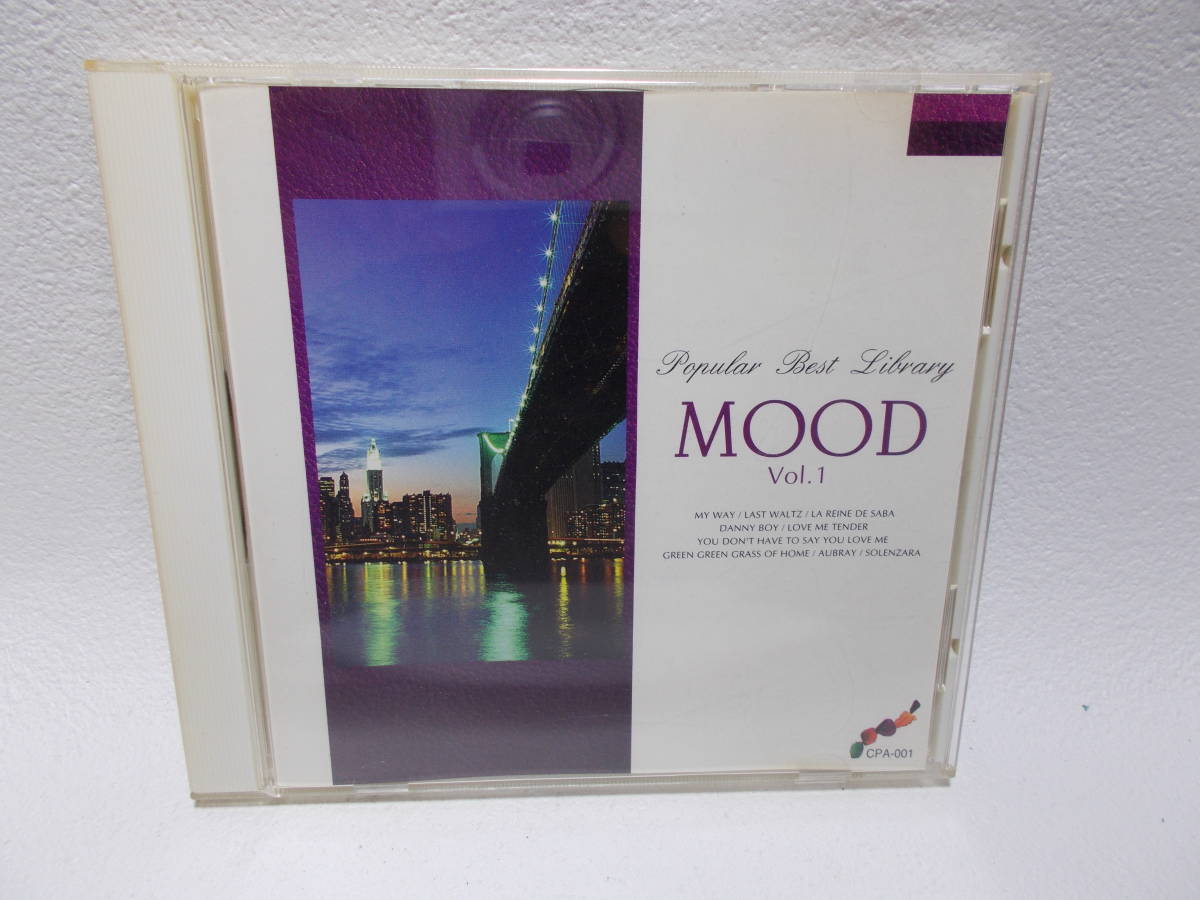 Popular Best Library
MOOD
Vol.1
MY WAY / LAST WALTZ / LA REINE DE SABA
DANNY BOY / LOVE ME TENDER
YOU DON'T HAVE TO SAY YOU LOVE ME
GREEN GREEN GRASS OF HOME / AUBRAY / SOLENZARA
CPA-001